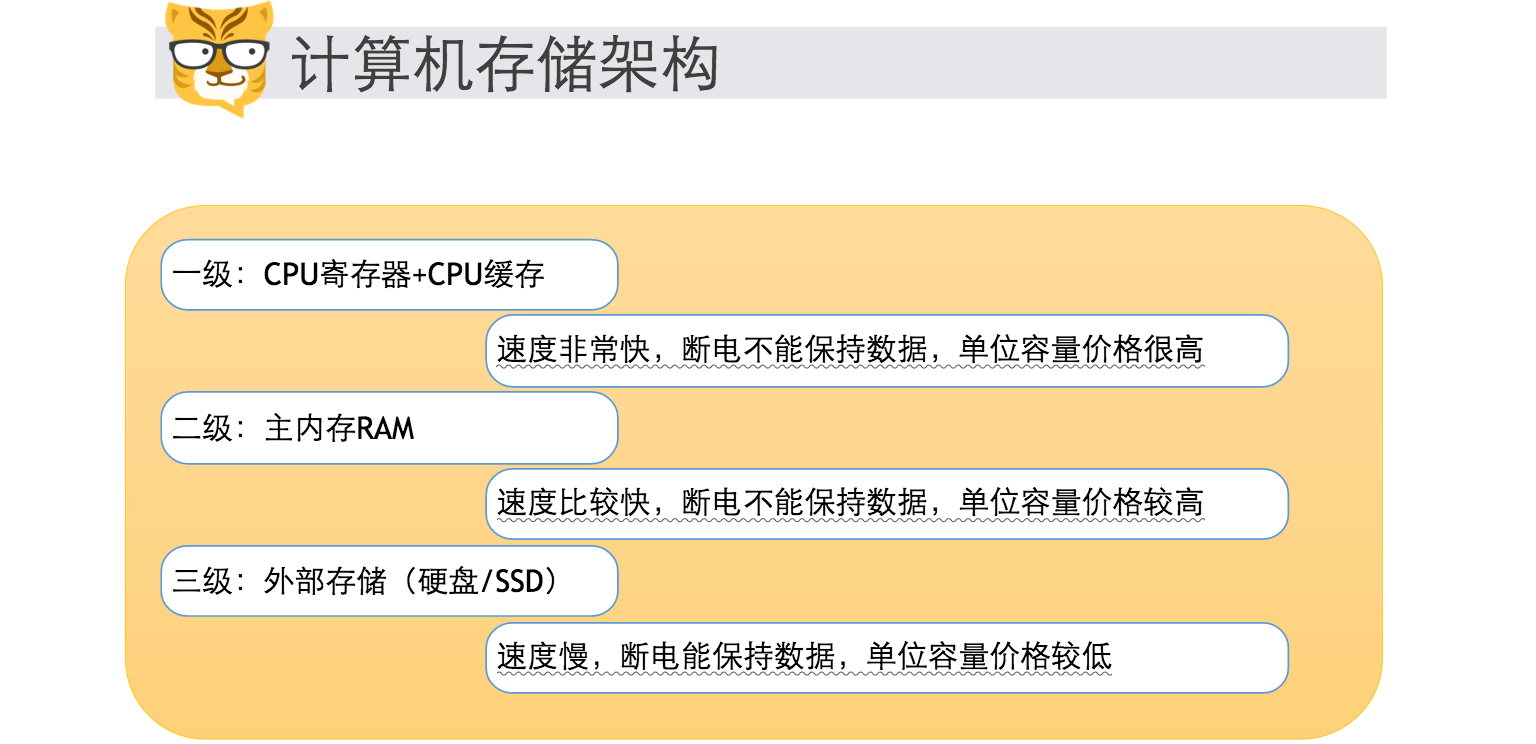 计算机存储架构
一级：CPU寄存器+CPU缓存
速度非常快，断电不能保持数据，单位容量价格很高
二级：主内存RAM
速度比较快，断电不能保持数据，单位容量价格较高
三级：外部存储（硬盘/SSD）
速度慢，断电能保持数据，单位容量价格较低